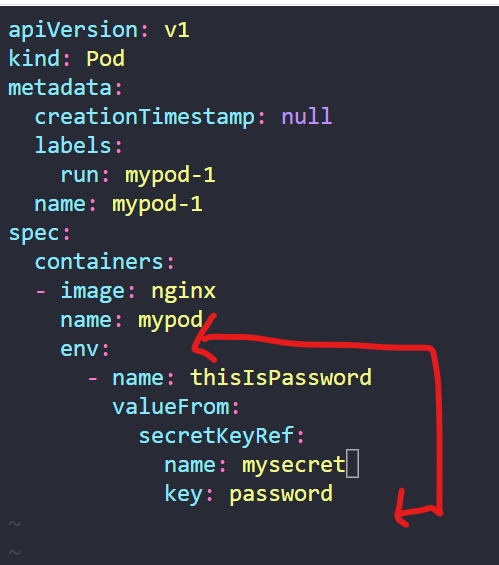 apiVersion: v1
kind: Pod
metadata:
  creationTimestamp: null
  labels:
    run: mypod-1
  name: mypod-1
spec:
  containers:
  - image: nginx
    name: mypod
    env:
      - name: thisIsPassword
        valueFrom:
          secretKeyRef:
            name: mysecret
            key: password
~
~